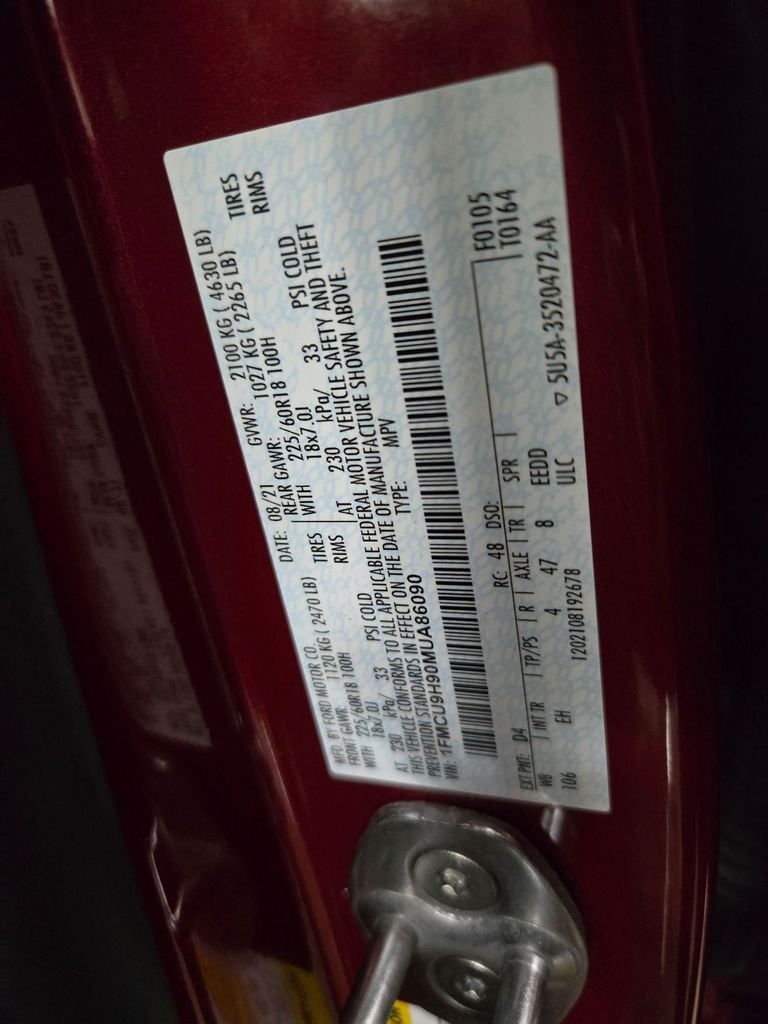 MFD. BY FORD MOTOR CO.
DATE: 08/21 GVWR: 2100 KG ( 4630 LB)
FRONT GAWR: 1120 KG ( 2470 LB) REAR GAWR: 1027 KG ( 2265 LB)
WITH 225/60R18 100H TIRES WITH 225/60R18 100H TIRES
18x7.0J RIMS 18x7.0J RIMS
AT 230 kPa/ 33 PSI COLD AT 230 kPa/ 33 PSI COLD
THIS VEHICLE CONFORMS TO ALL APPLICABLE FEDERAL MOTOR VEHICLE SAFETY AND THEFT
PREVENTION STANDARDS IN EFFECT ON THE DATE OF MANUFACTURE SHOWN ABOVE.
VIN: 1FMCU9H90MUA86090 TYPE: MPV
EXT PNT: D4 RC: 48 DSO: F0105
WB INT TR TP/PS R AXLE TR SPR T0164
106 EH 4 47 8 EEDD
1202108192678 ULC
▽ 5U5A-3520472-AA